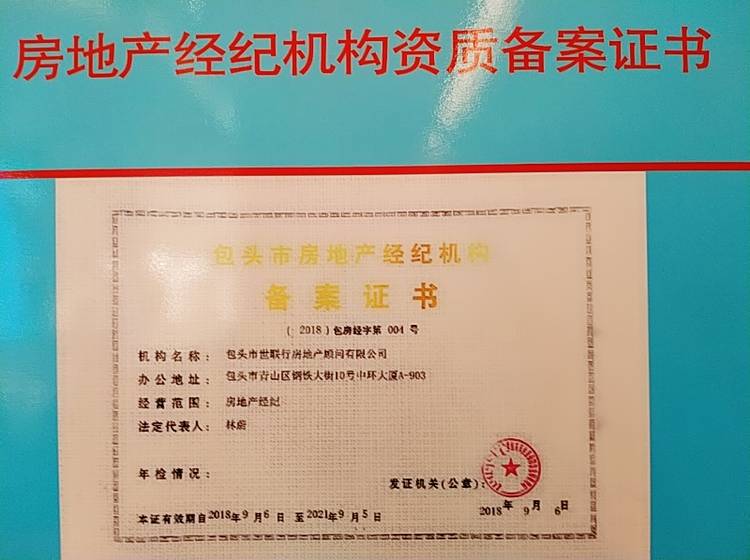 房地产经纪机构资质备案证书
包头市房地产经纪机构
备案证书
(2018)包房经字第 004 号
机构名称: 包头市世联行房地产顾问有限公司
办公地址: 包头市青山区钢铁大街10号中环大厦A-903
经营范围: 房地产经纪
法定代表人: 林蔚
年检情况:
发证机关(公章):
2018年 9月 6日
本证有效期自2018年9月6日 至2021年9月5日